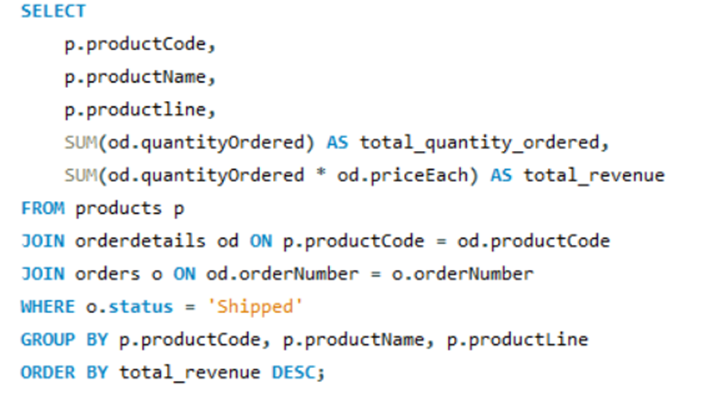 SELECT
    p.productCode,
    p.productName,
    p.productline,
    SUM(od.quantityOrdered) AS total_quantity_ordered,
    SUM(od.quantityOrdered * od.priceEach) AS total_revenue
FROM products p
JOIN orderdetails od ON p.productCode = od.productCode
JOIN orders o ON od.orderNumber = o.orderNumber
WHERE o.status = 'Shipped'
GROUP BY p.productCode, p.productName, p.productLine
ORDER BY total_revenue DESC;